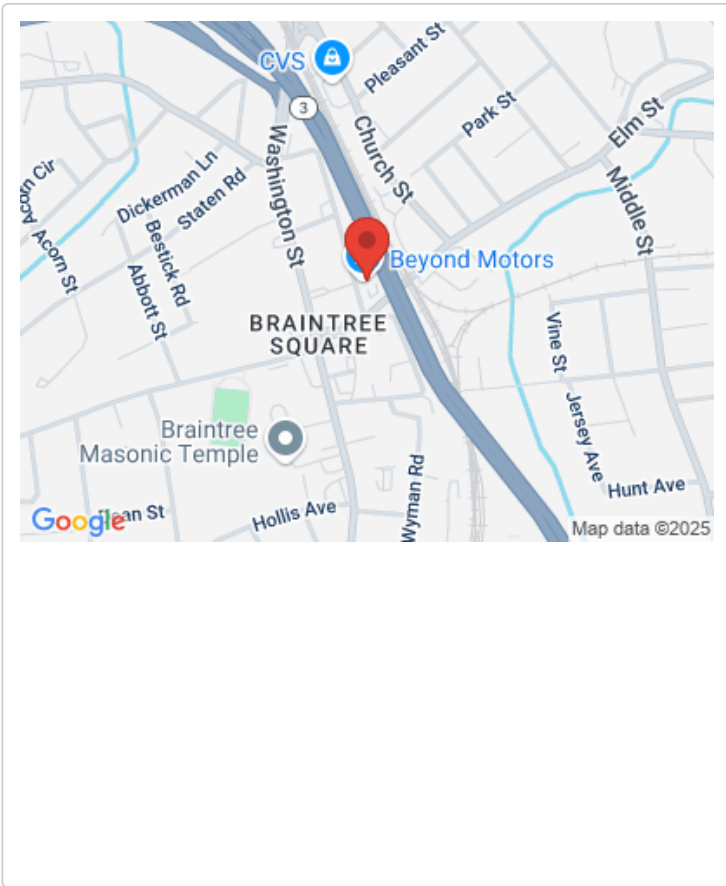 CVS
3
Pleasant St
Park St
Church St
Elm St
Middle St
Washington St
Dickerman Ln
Staten Rd
Acorn Cir
Acorn St
Bestick Rd
Abbott St
Beyond Motors
BRAINTREE
SQUARE
Vine St
Jersey Ave
Hunt Ave
Braintree
Masonic Temple
Wyman Rd
Hollis Ave
St
Google
Map data ©2025